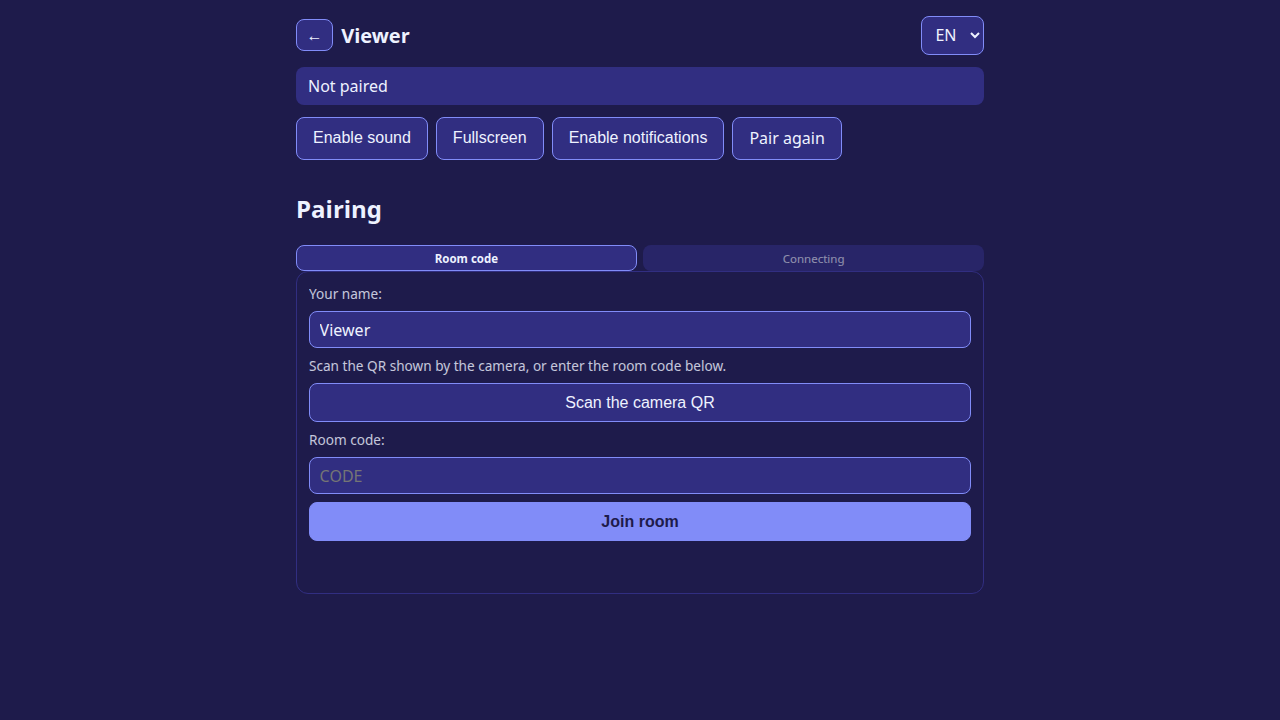 ← Viewer EN
Not paired
Enable sound Fullscreen Enable notifications Pair again
Pairing
Room code Connecting
Your name:
Viewer
Scan the QR shown by the camera, or enter the room code below.
Scan the camera QR
Room code:
CODE
Join room